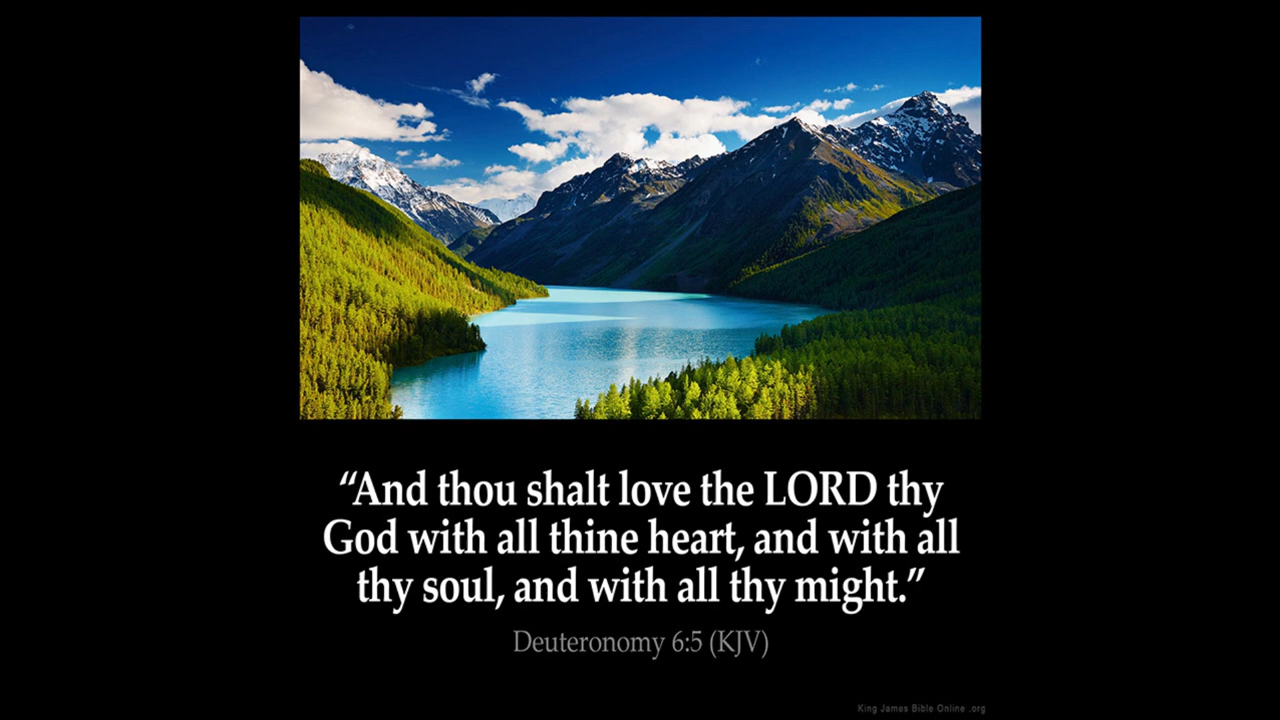 “And thou shalt love the LORD thy
God with all thine heart, and with all
thy soul, and with all thy might.”
Deuteronomy 6:5 (KJV)
King James Bible Online .org